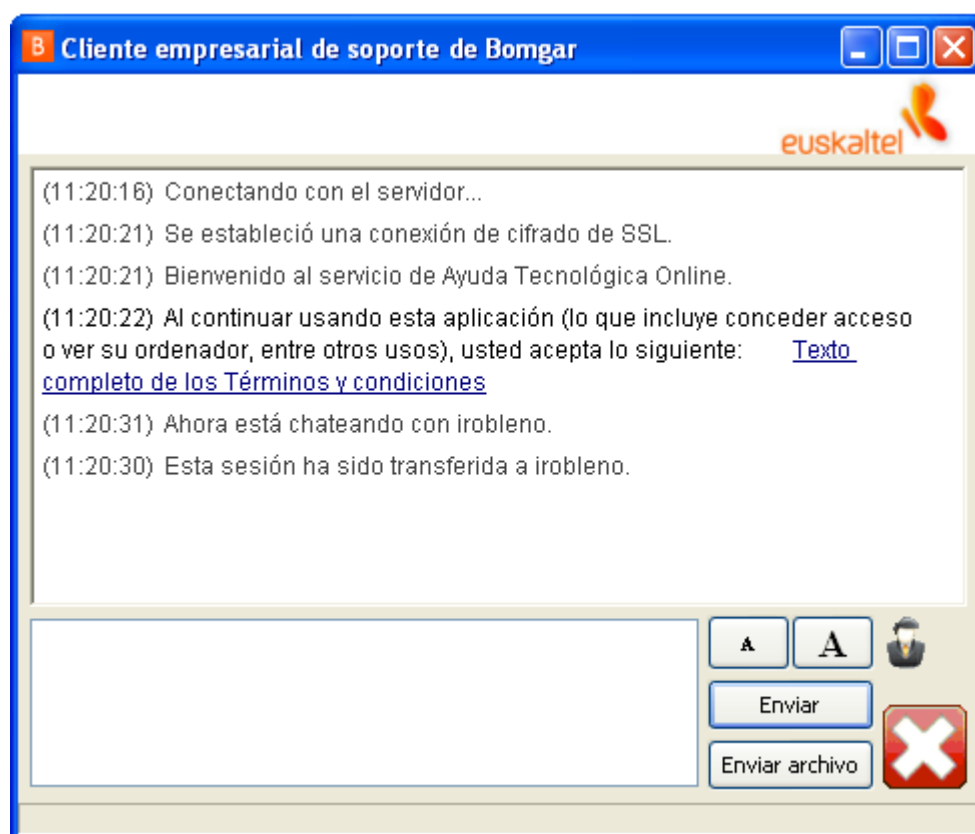 B Cliente empresarial de soporte de Bomgar
euskaltel
(11:20:16) Conectando con el servidor...
(11:20:21) Se estableció una conexión de cifrado de SSL.
(11:20:21) Bienvenido al servicio de Ayuda Tecnológica Online.
(11:20:22) Al continuar usando esta aplicación (lo que incluye conceder acceso
o ver su ordenador, entre otros usos), usted acepta lo siguiente: Texto
completo de los Términos y condiciones
(11:20:31) Ahora está chateando con irobleno.
(11:20:30) Esta sesión ha sido transferida a irobleno.
A A
Enviar
Enviar archivo